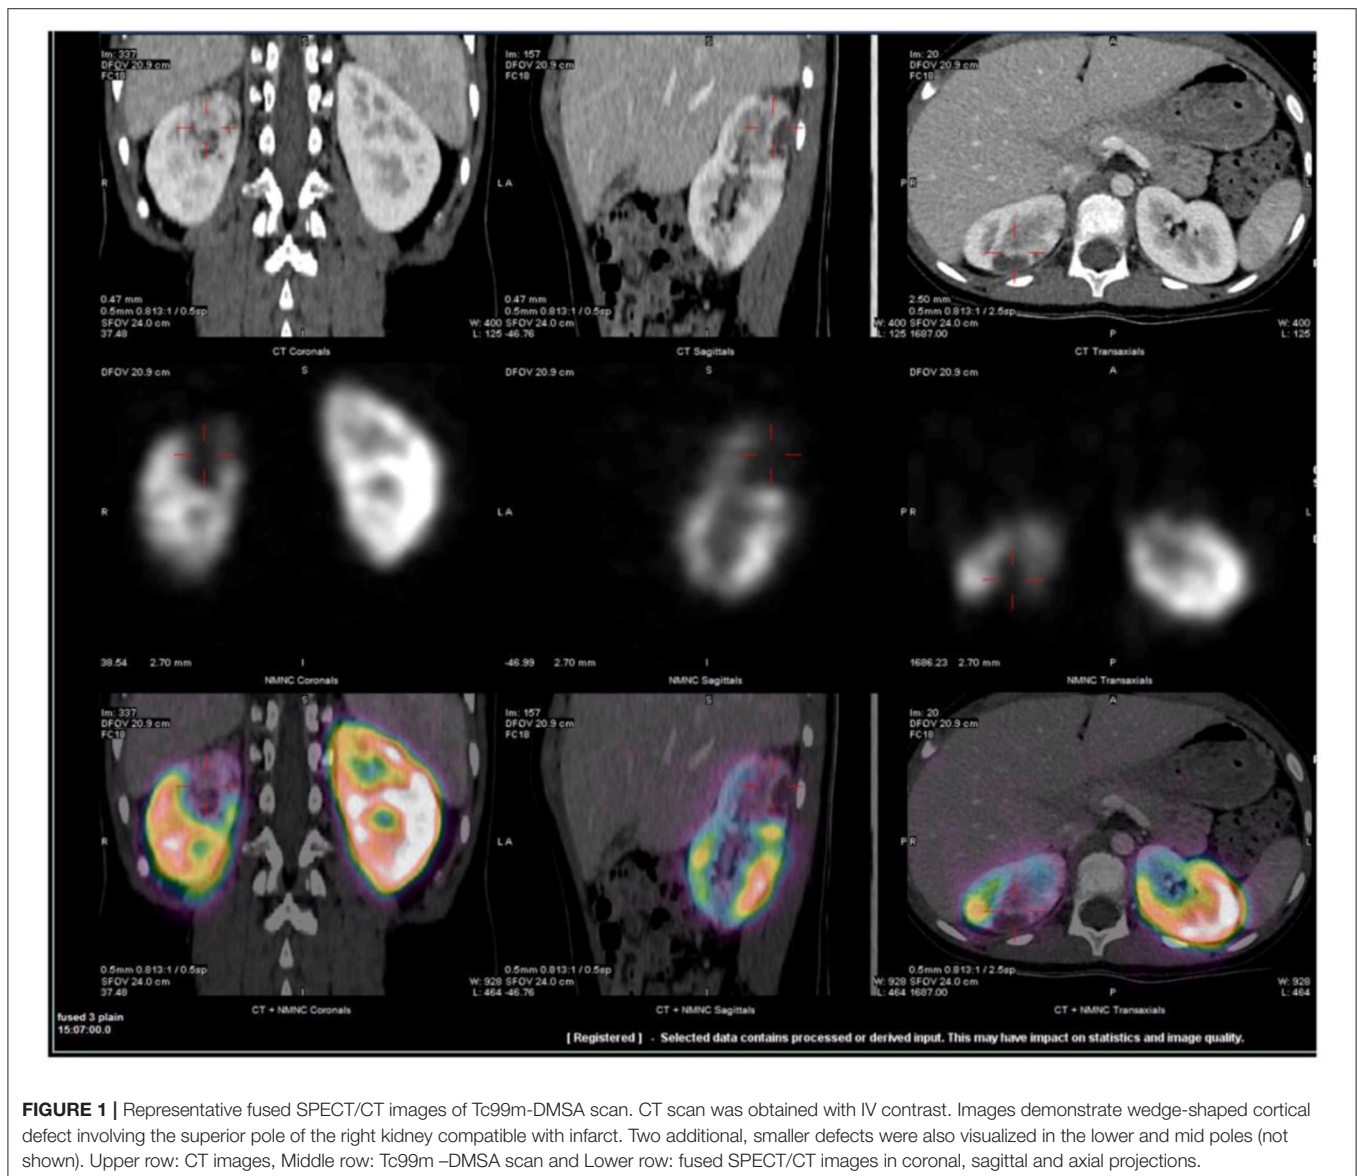 S S A
Im: 337 Im: 157 Im: 20
DFOV 20.9 cm DFOV 20.9 cm DFOV 20.9 cm
FC18 FC18 FC18
R L A P R L
0.47 mm 0.47 mm 2.50 mm
0.5mm 0.813:1 / 0.5sp 0.5mm 0.813:1 / 0.5sp 0.5mm 0.813:1 / 2.5sp
SFOV 24.0 cm W: 400 SFOV 24.0 cm W: 400 SFOV 24.0 cm W: 400
37.48 I L: 125 -46.76 I L: 125 1687.00 P L: 125
CT Coronals CT Sagittals CT Transaxials
DFOV 20.9 cm S DFOV 20.9 cm S DFOV 20.9 cm A
R L A P R L
38.54 2.70 mm I -46.99 2.70 mm I 1686.23 2.70 mm P
NMNC Coronals NMNC Sagittals NMNC Transaxials
S S A
Im: 337 Im: 157 Im: 20
DFOV 20.9 cm DFOV 20.9 cm DFOV 20.9 cm
FC18 FC18 FC18
R L A P R L
0.5mm 0.813:1 / 0.5sp 0.5mm 0.813:1 / 0.5sp 0.5mm 0.813:1 / 2.5sp
SFOV 24.0 cm W: 928 SFOV 24.0 cm W: 928 SFOV 24.0 cm W: 928
37.48 I L: 464 -46.76 I L: 464 1687.00 P L: 464
CT + NMNC Coronals CT + NMNC Sagittals CT + NMNC Transaxials
fused 3 plain
15:07:00.0
[ Registered ] - Selected data contains processed or derived input. This may have impact on statistics and image quality.
FIGURE 1 | Representative fused SPECT/CT images of Tc99m-DMSA scan. CT scan was obtained with IV contrast. Images demonstrate wedge-shaped cortical
defect involving the superior pole of the right kidney compatible with infarct. Two additional, smaller defects were also visualized in the lower and mid poles (not
shown). Upper row: CT images, Middle row: Tc99m –DMSA scan and Lower row: fused SPECT/CT images in coronal, sagittal and axial projections.